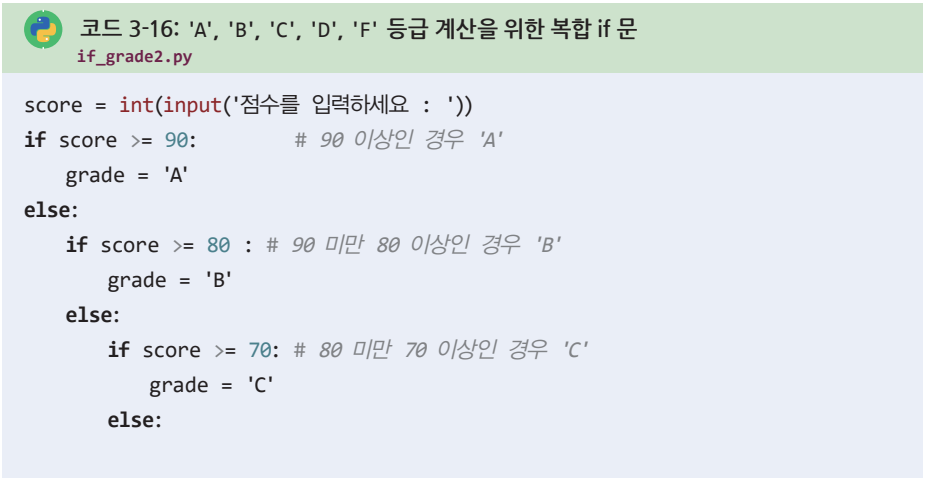 코드 3-16: 'A', 'B', 'C', 'D', 'F' 등급 계산을 위한 복합 if 문
if_grade2.py
score = int(input('점수를 입력하세요 : '))
if score >= 90:          # 90 이상인 경우 'A'
    grade = 'A'
else:
    if score >= 80 : # 90 미만 80 이상인 경우 'B'
        grade = 'B'
    else:
        if score >= 70: # 80 미만 70 이상인 경우 'C'
            grade = 'C'
        else: